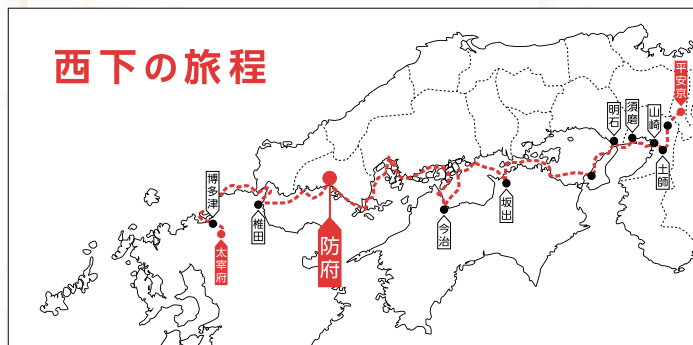 西下の旅程
平安京
山崎
須磨
明石
土師
坂出
今治
防府
椎田
博多津
太宰府